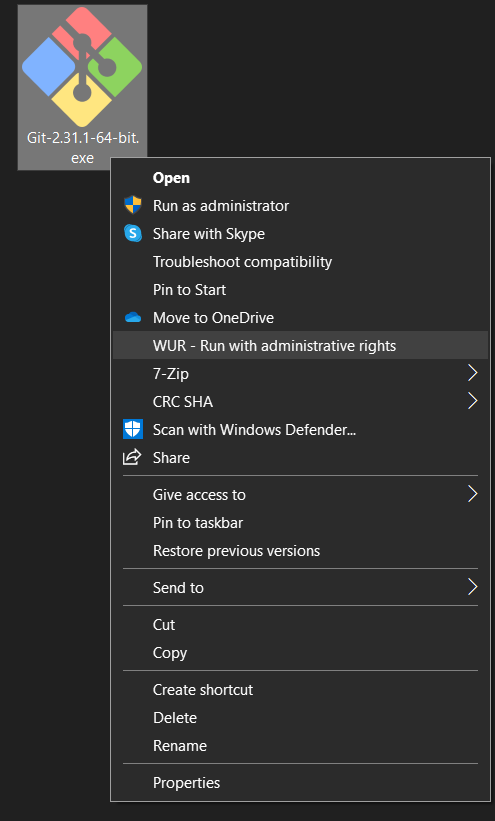 Git-2.31.1-64-bit.
exe
Open
Run as administrator
Share with Skype
Troubleshoot compatibility
Pin to Start
Move to OneDrive
WUR - Run with administrative rights
7-Zip
CRC SHA
Scan with Windows Defender...
Share
Give access to
Pin to taskbar
Restore previous versions
Send to
Cut
Copy
Create shortcut
Delete
Rename
Properties